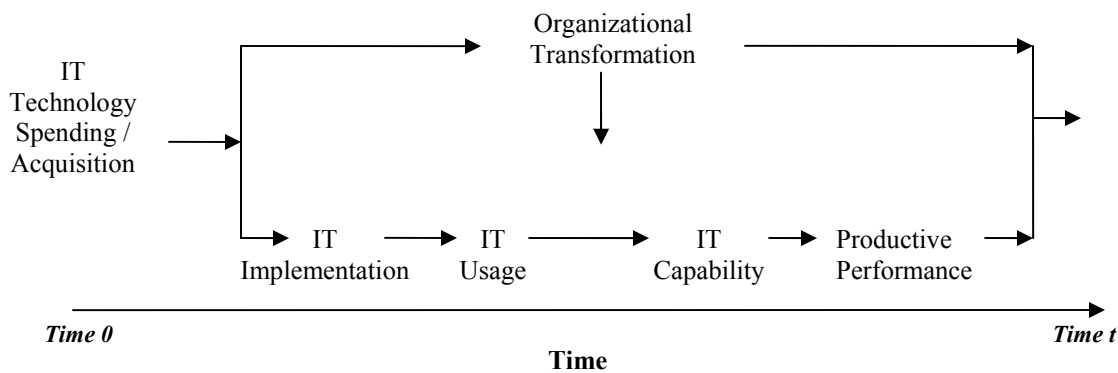 Organizational
Transformation
IT
Technology
Spending /
Acquisition
IT
Implementation
IT
Usage
IT
Capability
Productive
Performance
Time 0
Time t
Time